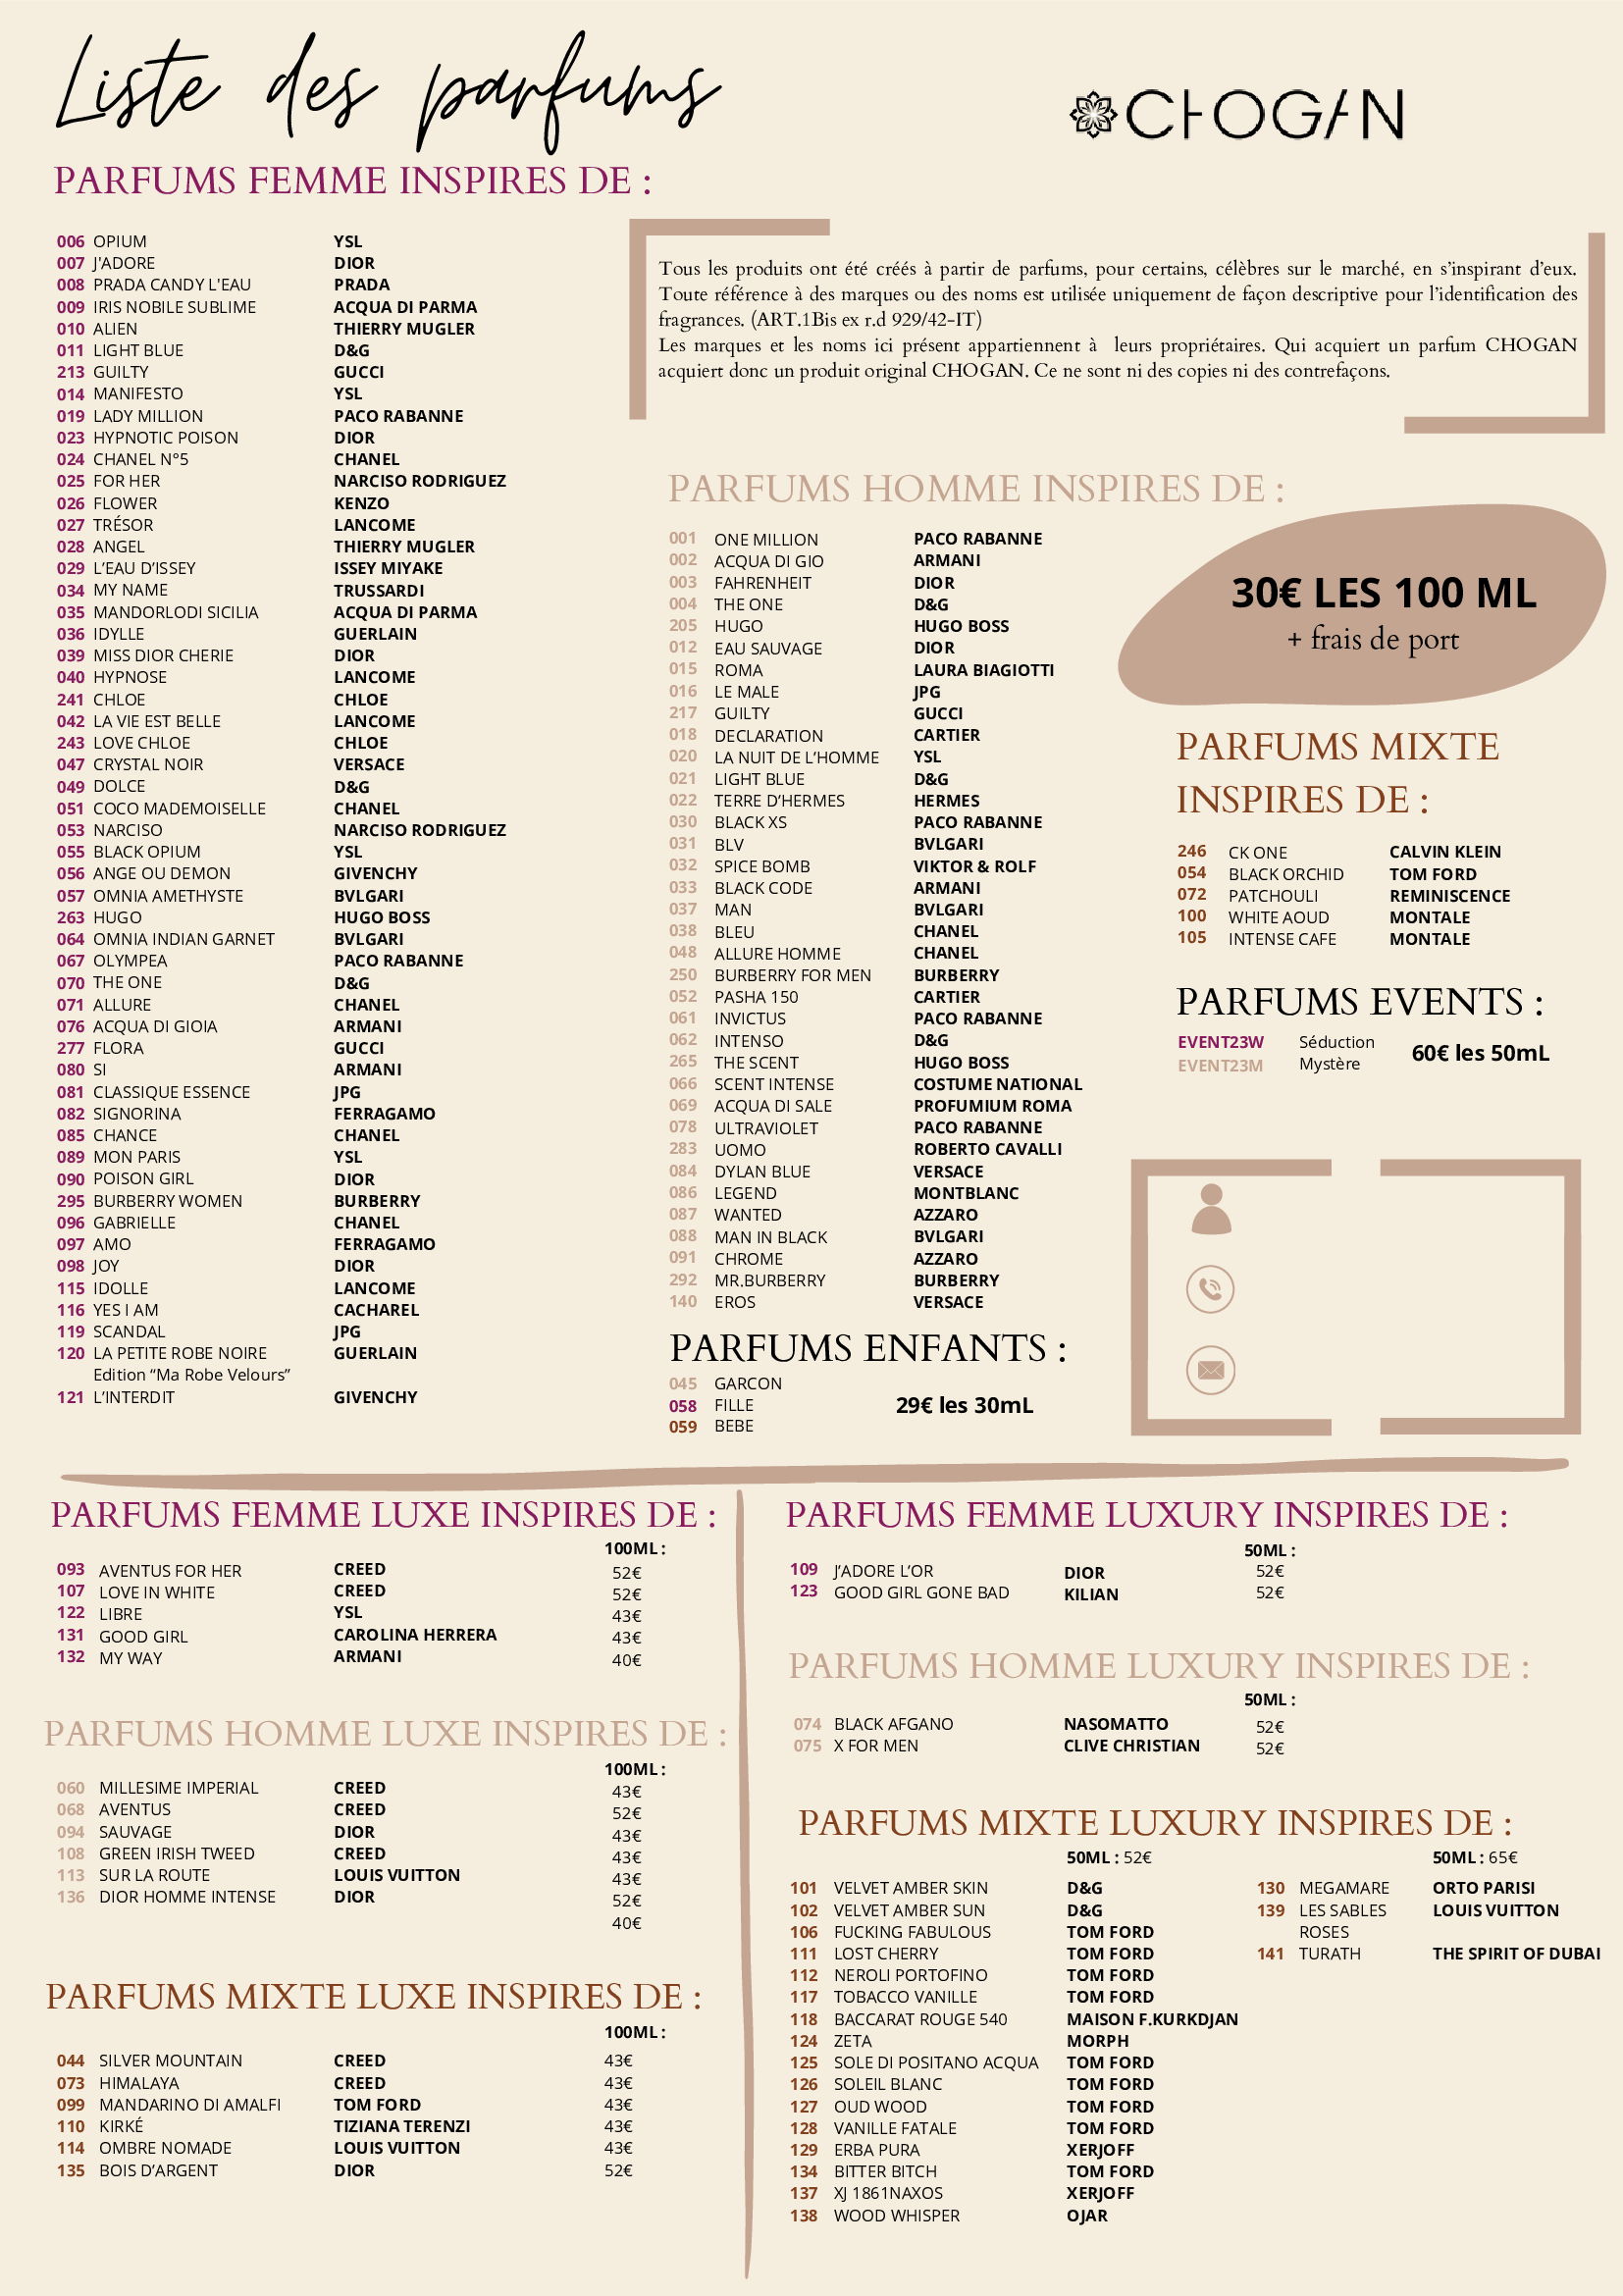 Liste des parfums
CHOGAN
PARFUMS FEMME INSPIRES DE :
006 OPIUM YSL
007 J'ADORE DIOR
008 PRADA CANDY L'EAU PRADA
009 IRIS NOBILE SUBLIME ACQUA DI PARMA
010 ALIEN THIERRY MUGLER
011 LIGHT BLUE D&G
213 GUILTY GUCCI
014 MANIFESTO YSL
019 LADY MILLION PACO RABANNE
023 HYPNOTIC POISON DIOR
024 CHANEL N°5 CHANEL
025 FOR HER NARCISO RODRIGUEZ
026 FLOWER KENZO
027 TRÉSOR LANCOME
028 ANGEL THIERRY MUGLER
029 L’EAU D’ISSEY ISSEY MIYAKE
034 MY NAME TRUSSARDI
035 MANDORLODI SICILIA ACQUA DI PARMA
036 IDYLLE GUERLAIN
039 MISS DIOR CHERIE DIOR
040 HYPNOSE LANCOME
241 CHLOE CHLOE
042 LA VIE EST BELLE LANCOME
243 LOVE CHLOE CHLOE
047 CRYSTAL NOIR VERSACE
049 DOLCE D&G
051 COCO MADEMOISELLE CHANEL
053 NARCISO NARCISO RODRIGUEZ
055 BLACK OPIUM YSL
056 ANGE OU DEMON GIVENCHY
057 OMNIA AMETHYSTE BVLGARI
263 HUGO HUGO BOSS
064 OMNIA INDIAN GARNET BVLGARI
067 OLYMPEA PACO RABANNE
070 THE ONE D&G
071 ALLURE CHANEL
076 ACQUA DI GIOIA ARMANI
277 FLORA GUCCI
080 SI ARMANI
081 CLASSIQUE ESSENCE JPG
082 SIGNORINA FERRAGAMO
085 CHANCE CHANEL
089 MON PARIS YSL
090 POISON GIRL DIOR
295 BURBERRY WOMEN BURBERRY
096 GABRIELLE CHANEL
097 AMO FERRAGAMO
098 JOY DIOR
115 IDOLLE LANCOME
116 YES I AM CACHAREL
119 SCANDAL JPG
120 LA PETITE ROBE NOIRE GUERLAIN
Edition “Ma Robe Velours”
121 L’INTERDIT GIVENCHY
Tous les produits ont été créés à partir de parfums, pour certains, célèbres sur le marché, en s’inspirant d’eux.
Toute référence à des marques ou des noms est utilisée uniquement de façon descriptive pour l’identification des
fragrances. (ART.1Bis ex r.d 929/42-IT)
Les marques et les noms ici présent appartiennent à leurs propriétaires. Qui acquiert un parfum CHOGAN
acquiert donc un produit original CHOGAN. Ce ne sont ni des copies ni des contrefaçons.
PARFUMS HOMME INSPIRES DE :
001 ONE MILLION PACO RABANNE
002 ACQUA DI GIO ARMANI
003 FAHRENHEIT DIOR
004 THE ONE D&G
205 HUGO HUGO BOSS
012 EAU SAUVAGE DIOR
015 ROMA LAURA BIAGIOTTI
016 LE MALE JPG
217 GUILTY GUCCI
018 DECLARATION CARTIER
020 LA NUIT DE L’HOMME YSL
021 LIGHT BLUE D&G
022 TERRE D’HERMES HERMES
030 BLACK XS PACO RABANNE
031 BLV BVLGARI
032 SPICE BOMB VIKTOR & ROLF
033 BLACK CODE ARMANI
037 MAN BVLGARI
038 BLEU CHANEL
048 ALLURE HOMME CHANEL
250 BURBERRY FOR MEN BURBERRY
052 PASHA 150 CARTIER
061 INVICTUS PACO RABANNE
062 INTENSO D&G
265 THE SCENT HUGO BOSS
066 SCENT INTENSE COSTUME NATIONAL
069 ACQUA DI SALE PROFUMIUM ROMA
078 ULTRAVIOLET PACO RABANNE
283 UOMO ROBERTO CAVALLI
084 DYLAN BLUE VERSACE
086 LEGEND MONTBLANC
087 WANTED AZZARO
088 MAN IN BLACK BVLGARI
091 CHROME AZZARO
292 MR.BURBERRY BURBERRY
140 EROS VERSACE
PARFUMS ENFANTS :
045 GARCON
058 FILLE 29€ les 30mL
059 BEBE
30€ LES 100 ML
+ frais de port
PARFUMS MIXTE
INSPIRES DE :
246 CK ONE CALVIN KLEIN
054 BLACK ORCHID TOM FORD
072 PATCHOULI REMINISCENCE
100 WHITE AOUD MONTALE
105 INTENSE CAFE MONTALE
PARFUMS EVENTS :
EVENT23W Séduction 60€ les 50mL
EVENT23M Mystère
PARFUMS FEMME LUXE INSPIRES DE :
100ML :
093 AVENTUS FOR HER CREED 52€
107 LOVE IN WHITE CREED 52€
122 LIBRE YSL 43€
131 GOOD GIRL CAROLINA HERRERA 43€
132 MY WAY ARMANI 40€
PARFUMS HOMME LUXE INSPIRES DE :
100ML :
060 MILLESIME IMPERIAL CREED 43€
068 AVENTUS CREED 52€
094 SAUVAGE DIOR 43€
108 GREEN IRISH TWEED CREED 43€
113 SUR LA ROUTE LOUIS VUITTON 43€
136 DIOR HOMME INTENSE DIOR 52€
40€
PARFUMS MIXTE LUXE INSPIRES DE :
100ML :
044 SILVER MOUNTAIN CREED 43€
073 HIMALAYA CREED 43€
099 MANDARINO DI AMALFI TOM FORD 43€
110 KIRKÉ TIZIANA TERENZI 43€
114 OMBRE NOMADE LOUIS VUITTON 43€
135 BOIS D’ARGENT DIOR 52€
PARFUMS FEMME LUXURY INSPIRES DE :
50ML :
109 J’ADORE L’OR DIOR 52€
123 GOOD GIRL GONE BAD KILIAN 52€
PARFUMS HOMME LUXURY INSPIRES DE :
50ML :
074 BLACK AFGANO NASOMATTO 52€
075 X FOR MEN CLIVE CHRISTIAN 52€
PARFUMS MIXTE LUXURY INSPIRES DE :
50ML : 52€
101 VELVET AMBER SKIN D&G
102 VELVET AMBER SUN D&G
106 FUCKING FABULOUS TOM FORD
111 LOST CHERRY TOM FORD
112 NEROLI PORTOFINO TOM FORD
117 TOBACCO VANILLE TOM FORD
118 BACCARAT ROUGE 540 MAISON F.KURKDJAN
124 ZETA MORPH
125 SOLE DI POSITANO ACQUA TOM FORD
126 SOLEIL BLANC TOM FORD
127 OUD WOOD TOM FORD
128 VANILLE FATALE TOM FORD
129 ERBA PURA XERJOFF
134 BITTER BITCH TOM FORD
137 XJ 1861NAXOS XERJOFF
138 WOOD WHISPER OJAR
50ML : 65€
130 MEGAMARE ORTO PARISI
139 LES SABLES LOUIS VUITTON
ROSES
141 TURATH THE SPIRIT OF DUBAI